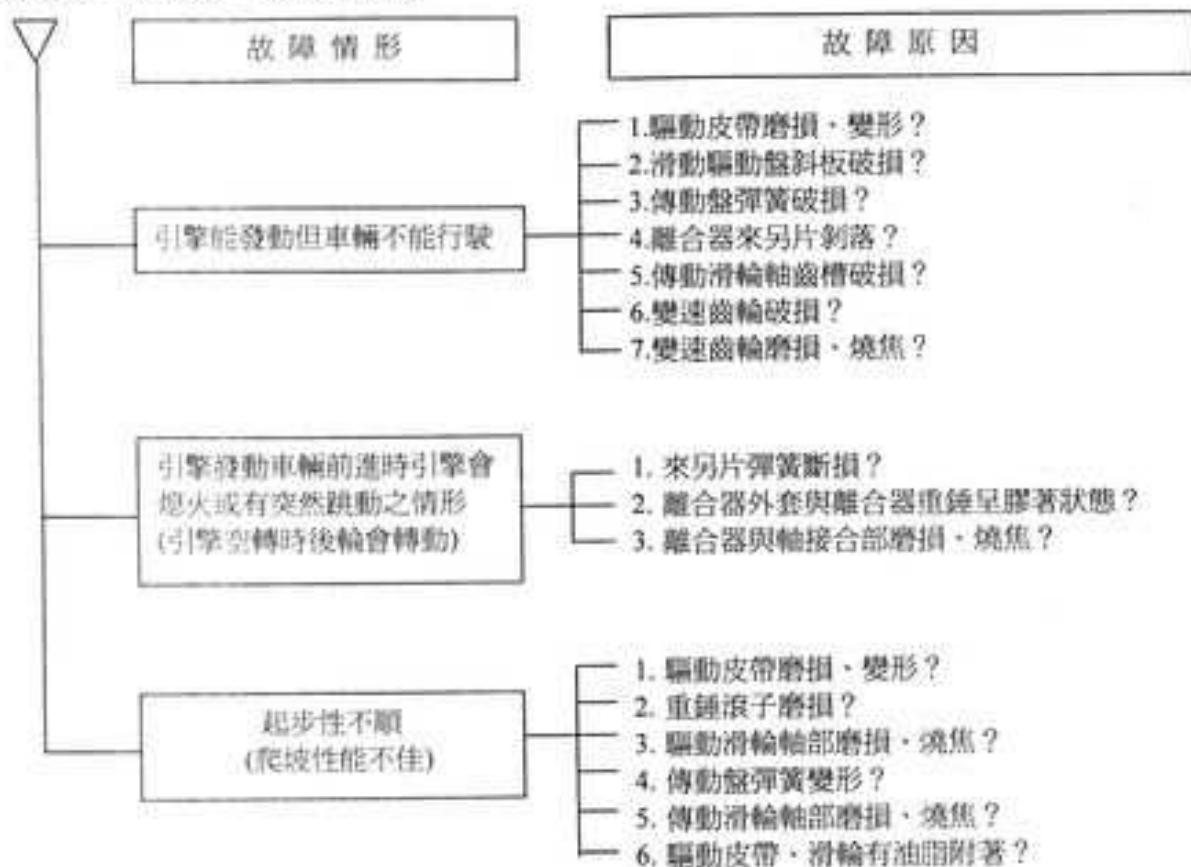 故障情形
故障原因
引擎能發動但車輛不能行駛
1.驅動皮帶磨損、變形？
2.滑動驅動盤斜板破損？
3.傳動盤彈簧破損？
4.離合器來另片剝落？
5.傳動滑輪軸齒槽破損？
6.變速齒輪破損？
7.變速齒輪磨損、燒焦？
引擎發動車輛前進時引擎會
熄火或有突然跳動之情形
(引擎空轉時後輪會轉動)
1. 來另片彈簧斷損？
2. 離合器外套與離合器重錘呈膠著狀態？
3. 離合器與軸接合部磨損、燒焦？
起步性不順
(爬坡性能不佳)
1. 驅動皮帶磨損、變形？
2. 重錘滾子磨損？
3. 驅動滑輪軸部磨損、燒焦？
4. 傳動盤彈簧變形？
5. 傳動滑輪軸部磨損、燒焦？
6. 驅動皮帶、滑輪有油脂附著？